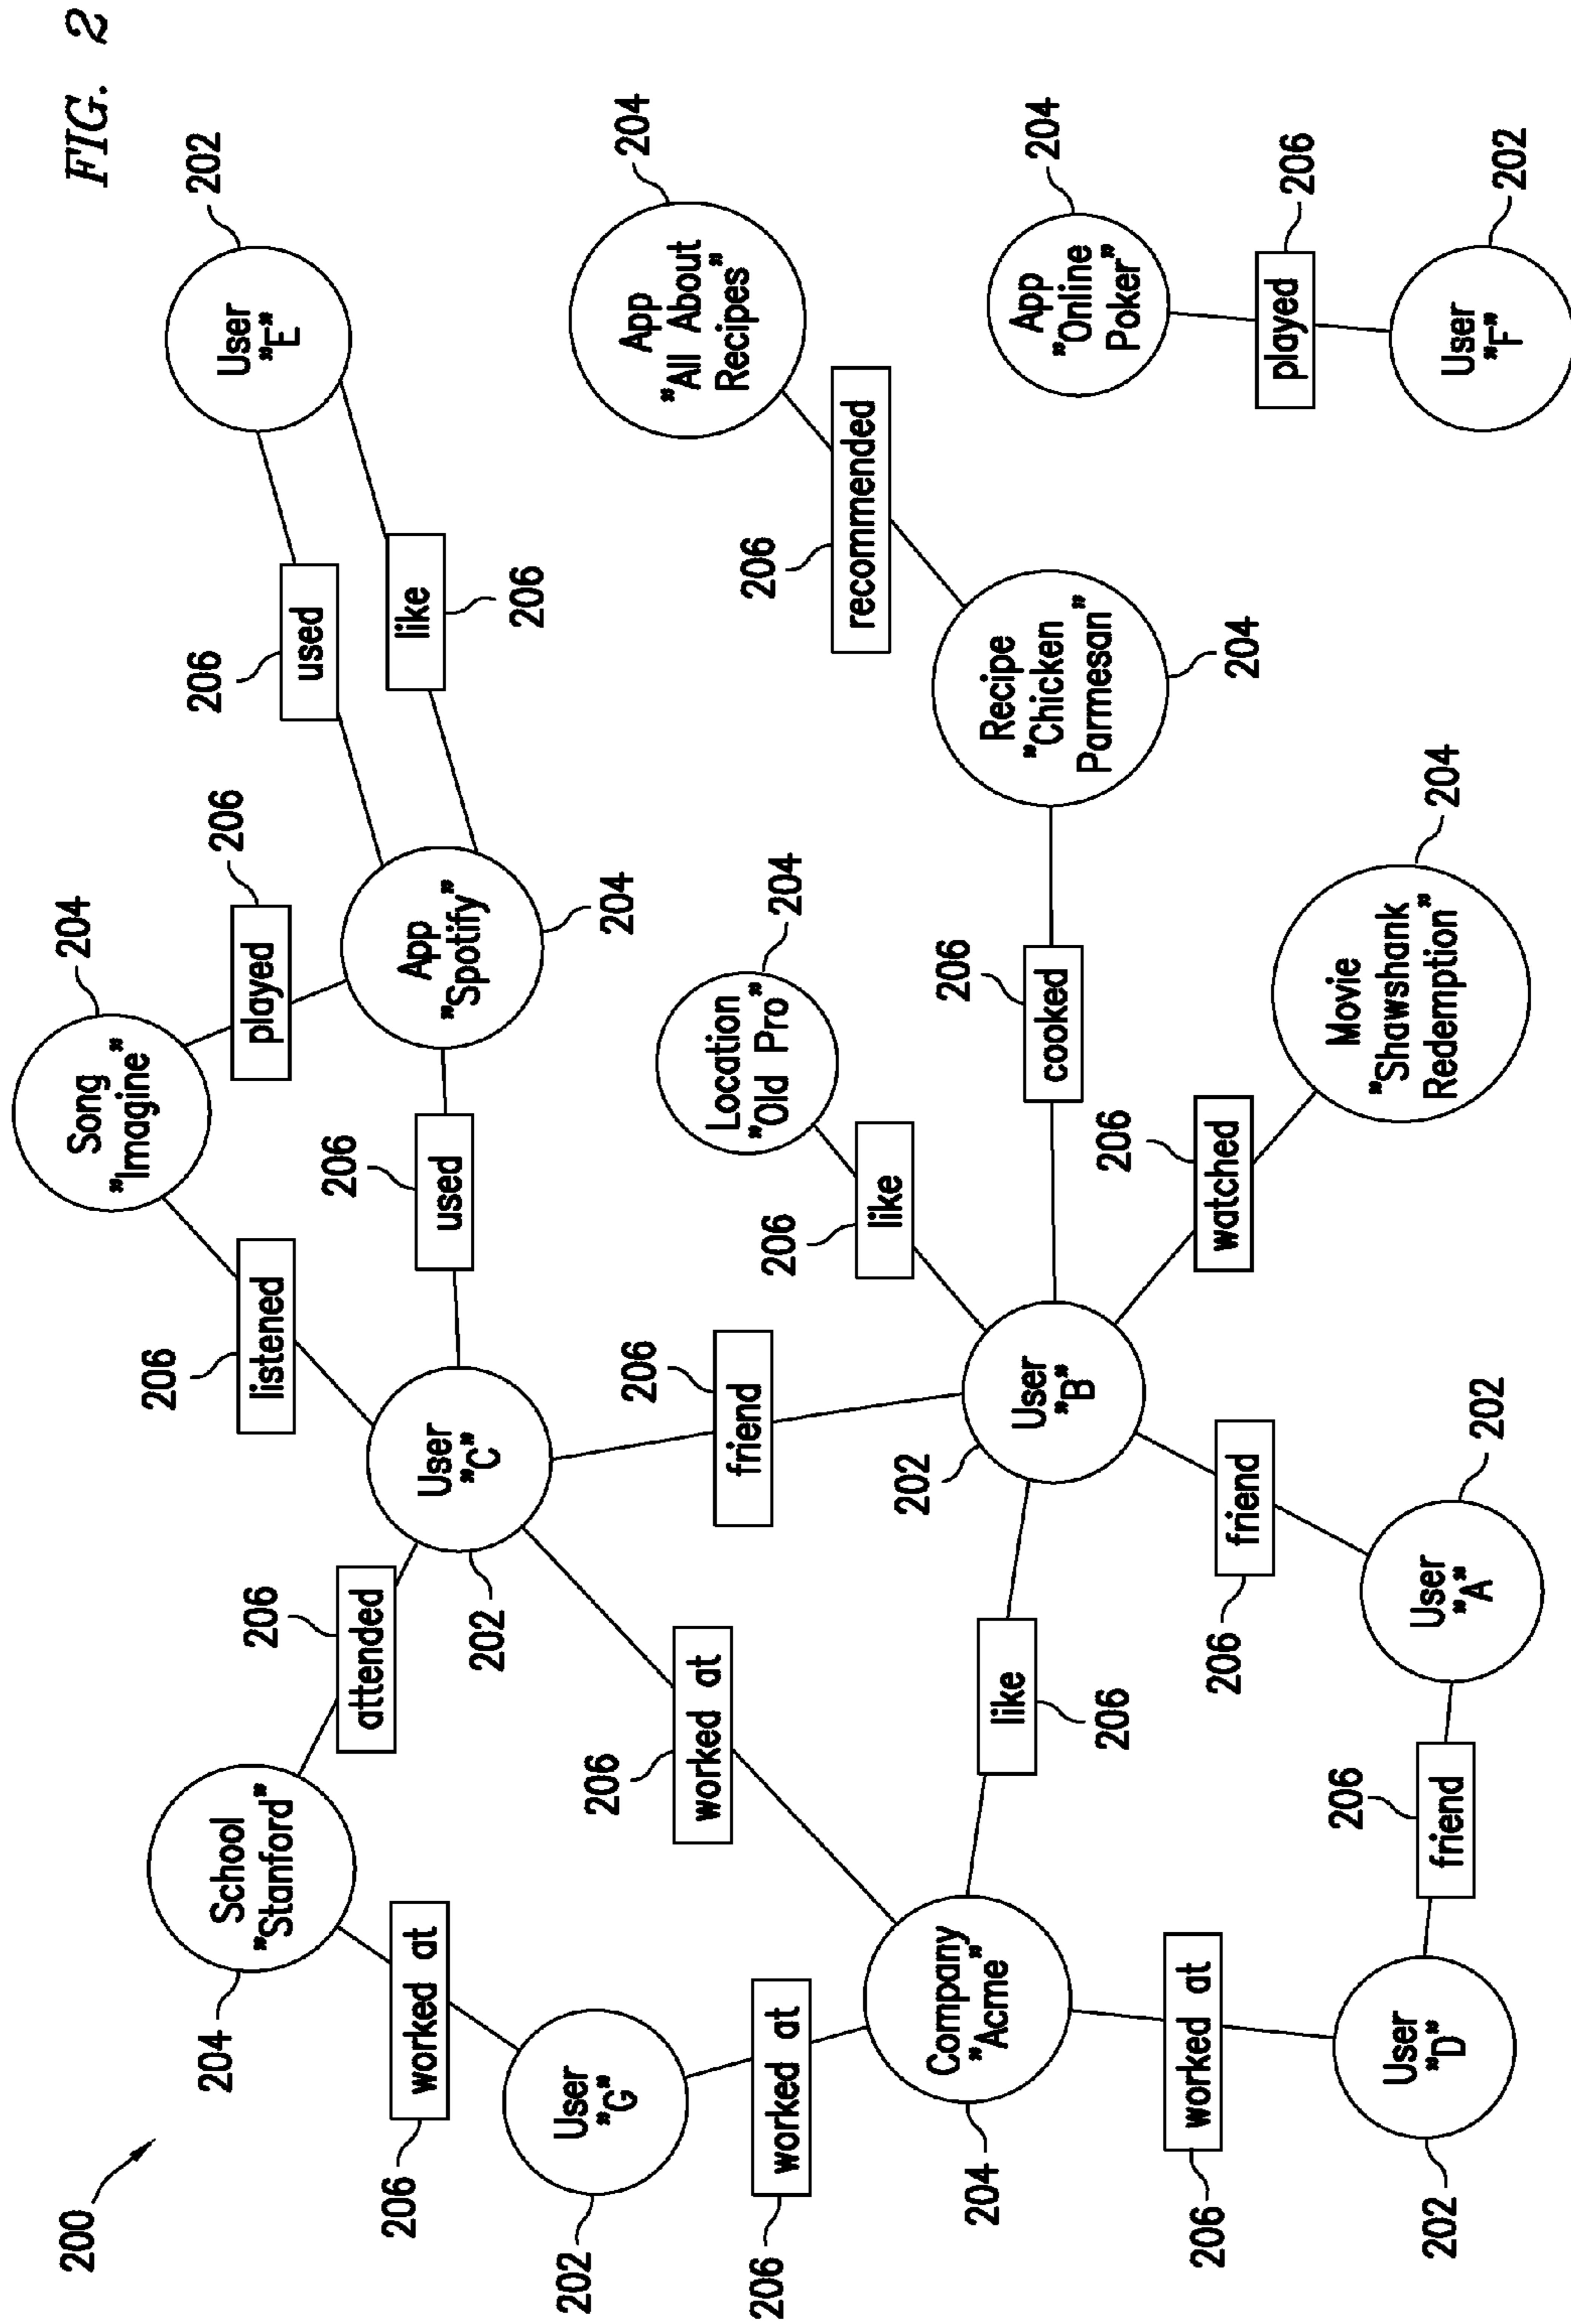 FIG. 2
200
204
Song
"Imagine"
202
User
"E"
204
School
"Stanford"
206
listened
206
played
206
used
206
attended
206
used
206
like
206
worked at
User
"C"
202
App
"Spotify"
204
User
"G"
202
204
App
"All About
Recipes"
206
worked at
206
friend
Location
"Old Pro"
204
206
worked at
206
like
206
recommended
Company
"Acme"
204
206
like
202
User
"B"
206
cooked
Recipe
"Chicken
Parmesan"
204
204
App
"Online
Poker"
206
worked at
206
friend
206
watched
206
played
User
"D"
202
206
friend
User
"A"
202
Movie
"Shawshank
Redemption"
204
User
"F"
202